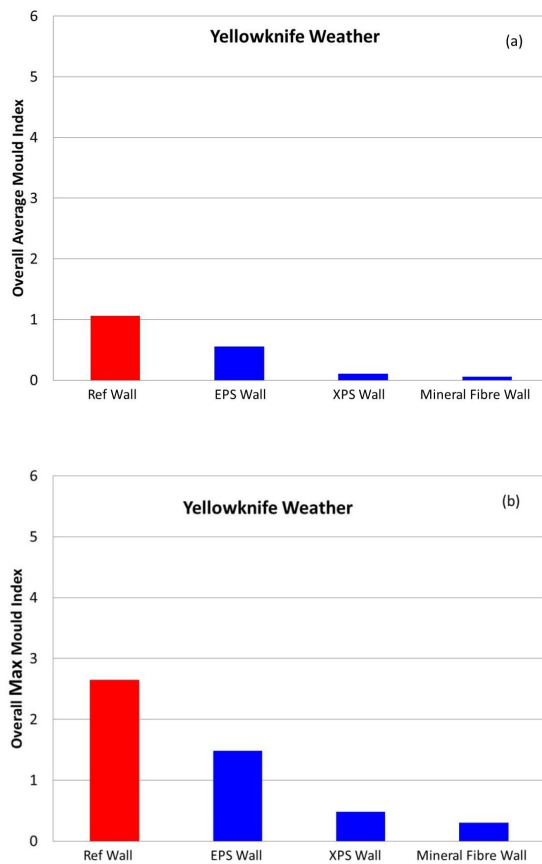 Yellowknife Weather
(a)
Overall Average Mould Index
6
5
4
3
2
1
0
Ref Wall
EPS Wall
XPS Wall
Mineral Fibre Wall
Yellowknife Weather
(b)
Overall Max Mould Index
6
5
4
3
2
1
0
Ref Wall
EPS Wall
XPS Wall
Mineral Fibre Wall